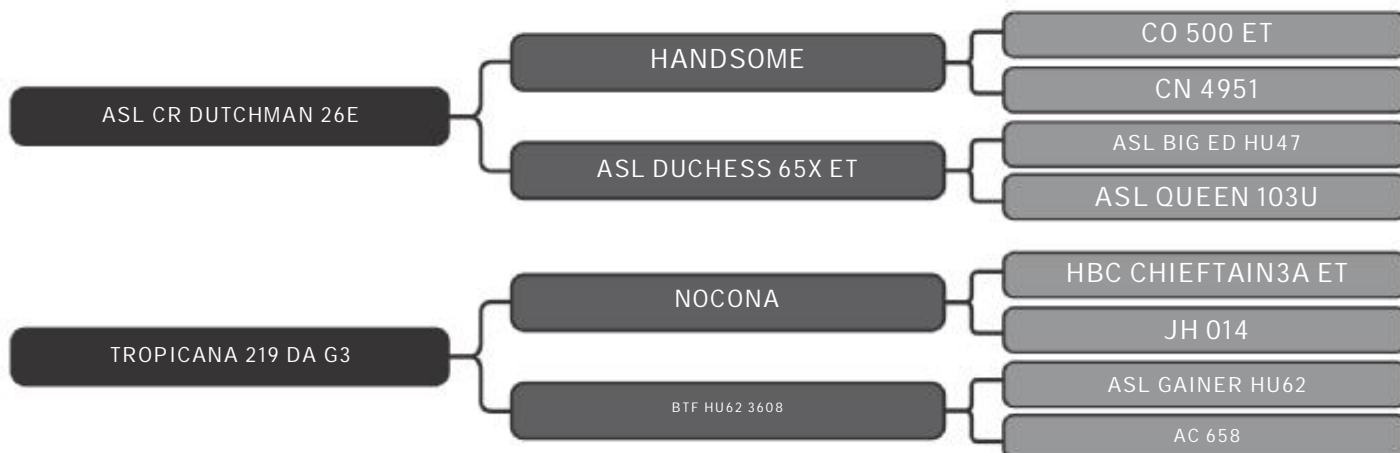 ASL CR DUTCHMAN 26E
HANDSOME
CO 500 ET
CN 4951
ASL DUCHESS 65X ET
ASL BIG ED HU47
ASL QUEEN 103U
TROPICANA 219 DA G3
NOCONA
HBC CHIEFTAIN3A ET
JH 014
BTF HU62 3608
ASL GAINER HU62
AC 658